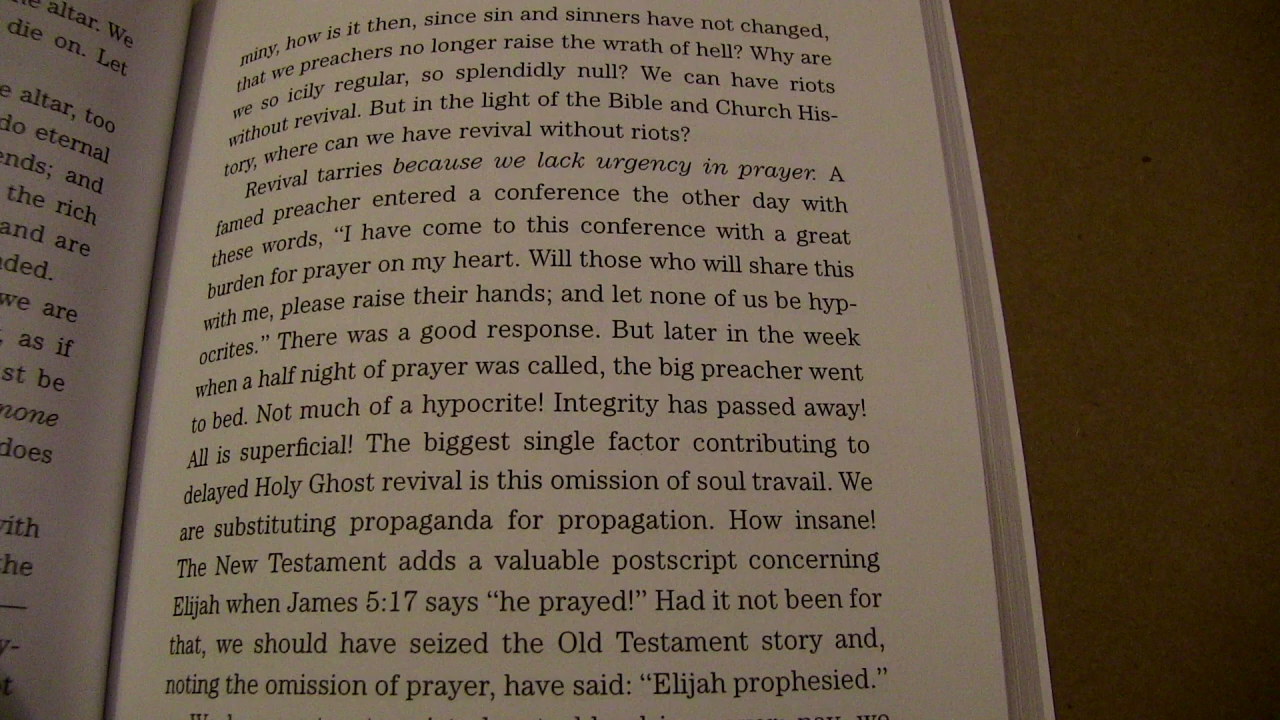 he altar. We
die on. Let
e altar, too
do eternal
ends; and
the rich
and are
nded.
we are
, as if
st be
none
does
with
he
y-
t
miny, how is it then, since sin and sinners have not changed,
that we preachers no longer raise the wrath of hell? Why are
we so icily regular, so splendidly null? We can have riots
without revival. But in the light of the Bible and Church His-
tory, where can we have revival without riots?
Revival tarries because we lack urgency in prayer. A
famed preacher entered a conference the other day with
these words, “I have come to this conference with a great
burden for prayer on my heart. Will those who will share this
with me, please raise their hands; and let none of us be hyp-
ocrites.” There was a good response. But later in the week
when a half night of prayer was called, the big preacher went
to bed. Not much of a hypocrite! Integrity has passed away!
All is superficial! The biggest single factor contributing to
delayed Holy Ghost revival is this omission of soul travail. We
are substituting propaganda for propagation. How insane!
The New Testament adds a valuable postscript concerning
Elijah when James 5:17 says “he prayed!” Had it not been for
that, we should have seized the Old Testament story and,
noting the omission of prayer, have said: “Elijah prophesied.”